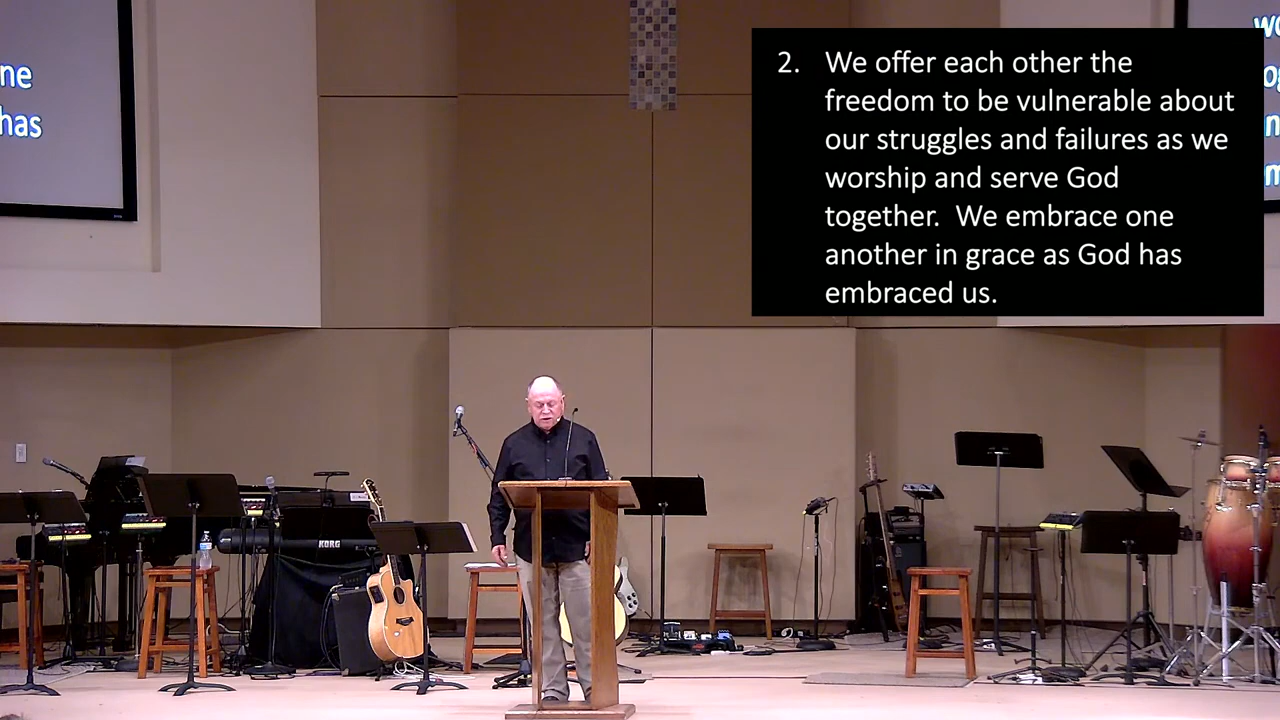 ne
has
2. We offer each other the
freedom to be vulnerable about
our struggles and failures as we
worship and serve God
together. We embrace one
another in grace as God has
embraced us.
KORG